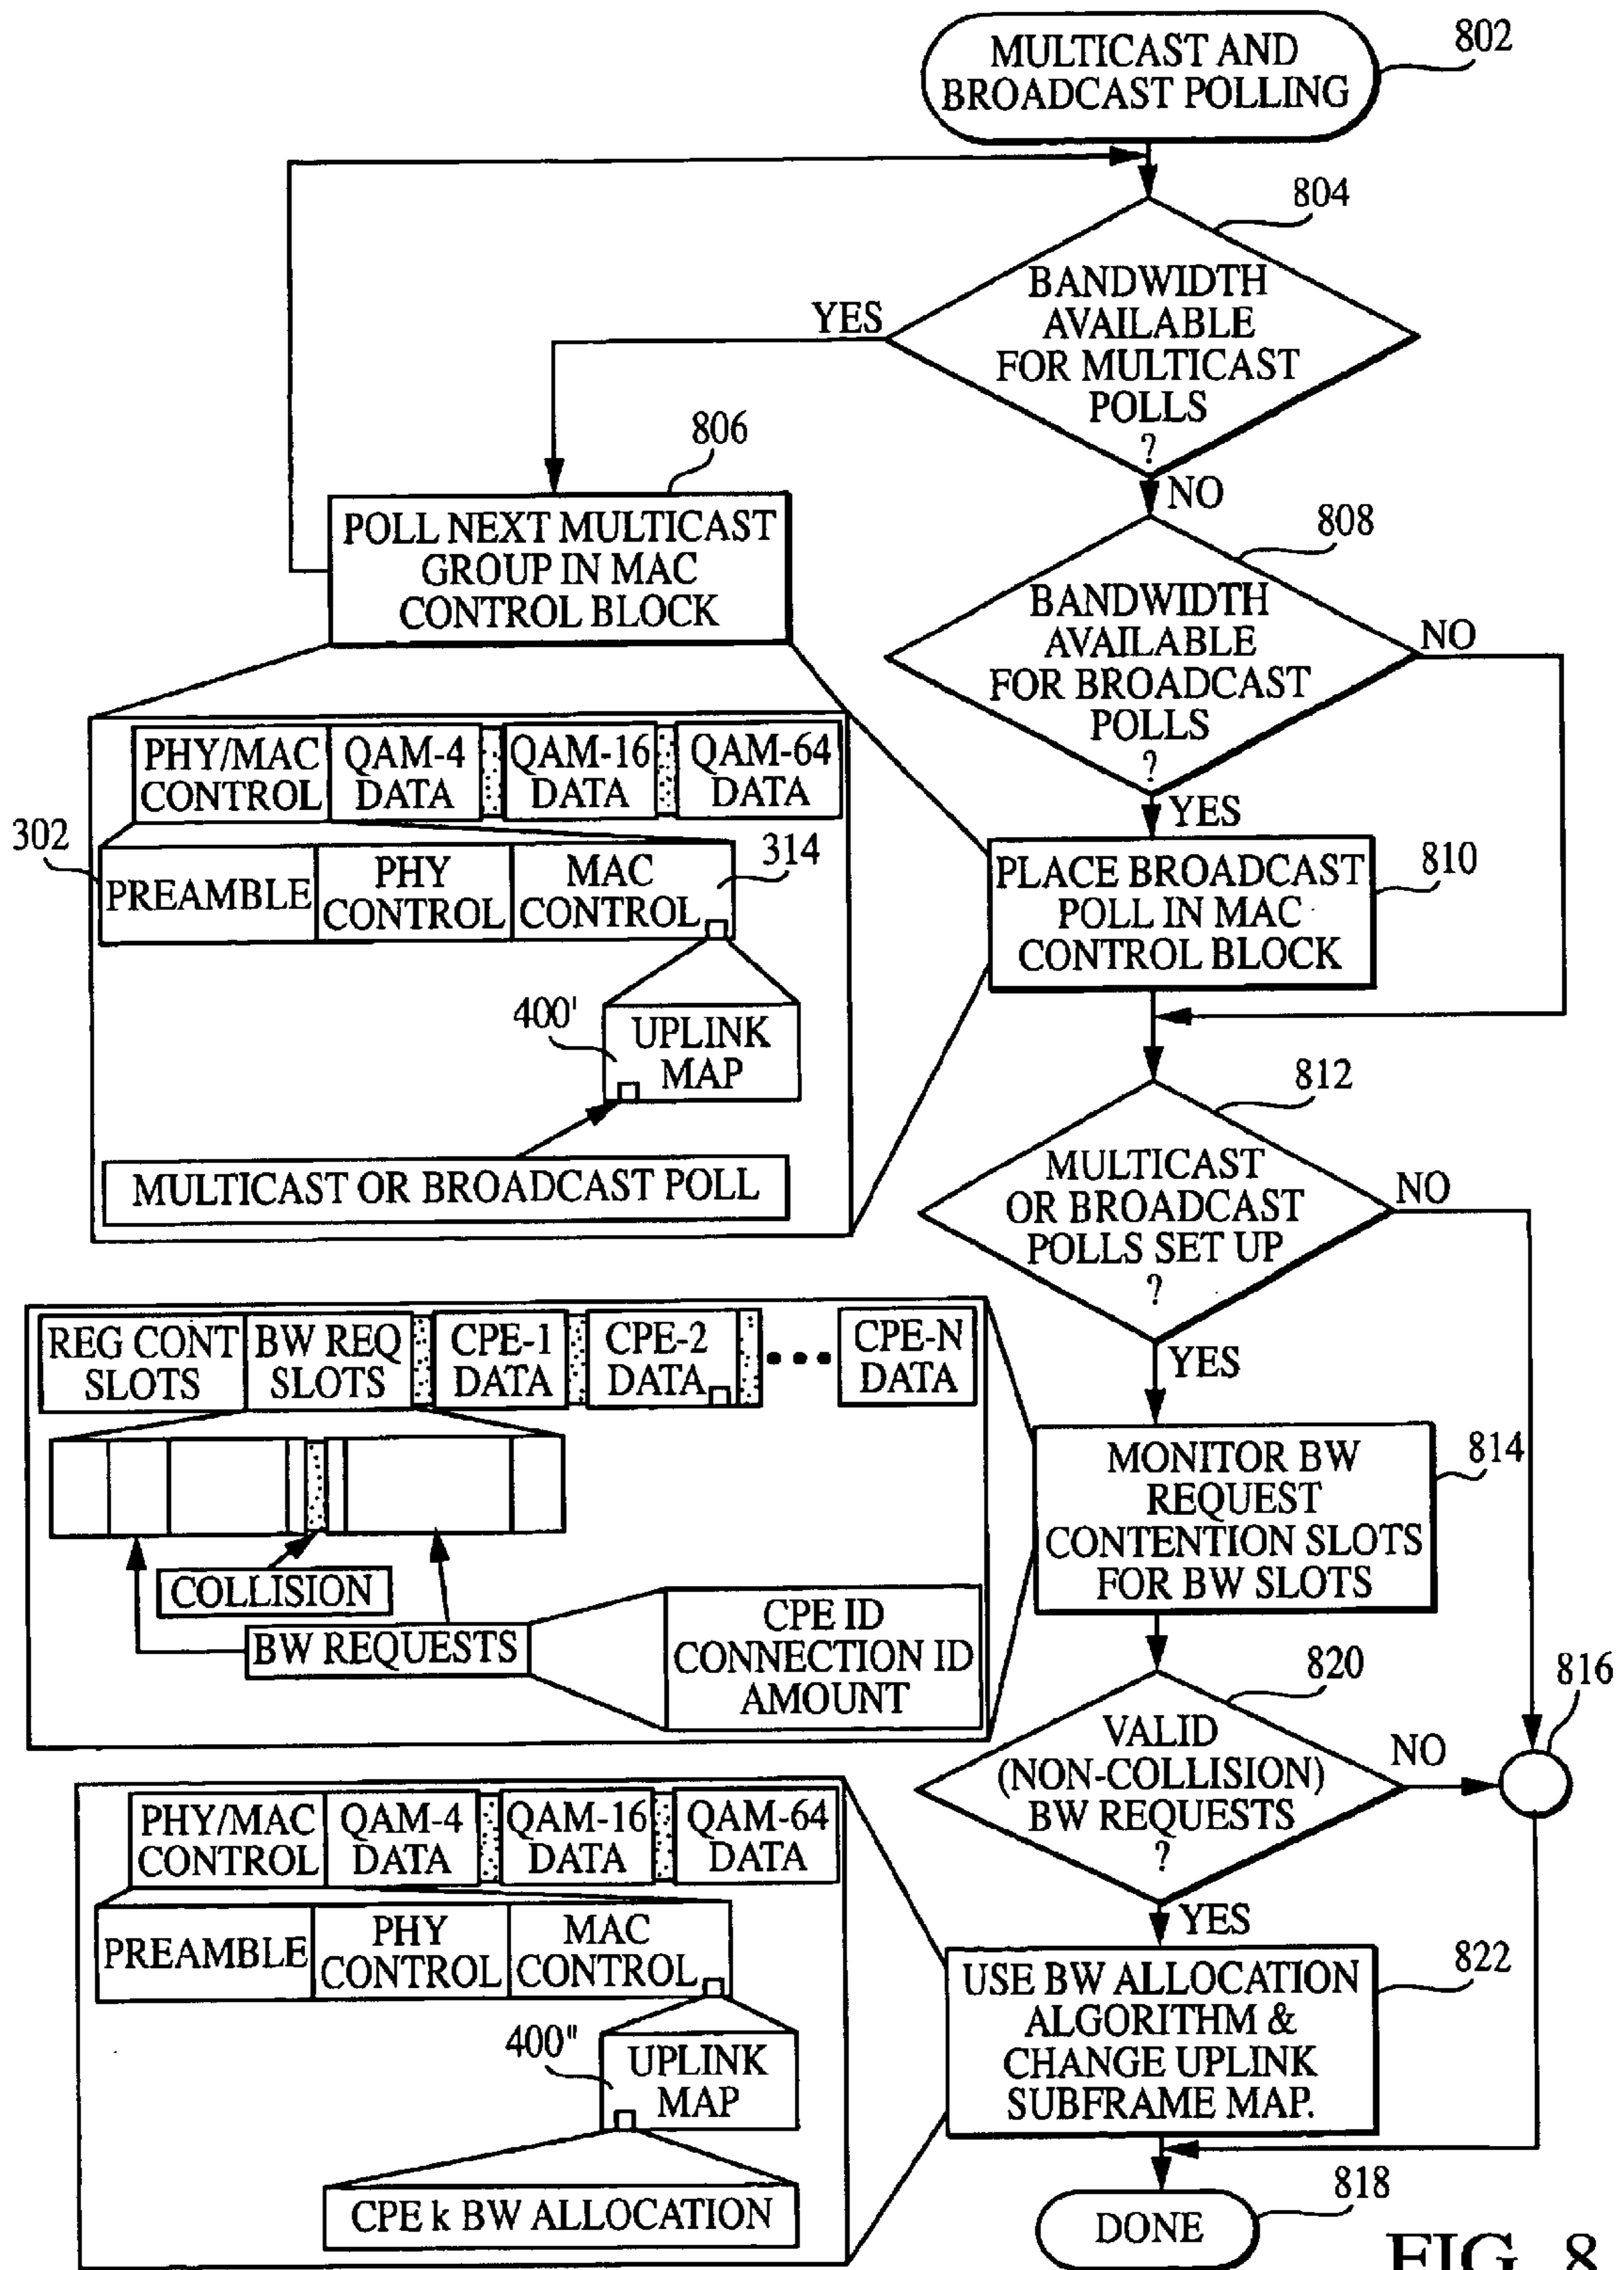 MULTICAST AND
BROADCAST POLLING
802
804
BANDWIDTH
AVAILABLE
FOR MULTICAST
POLLS
?
YES
NO
806
POLL NEXT MULTICAST
GROUP IN MAC
CONTROL BLOCK
808
BANDWIDTH
AVAILABLE
FOR BROADCAST
POLLS
?
NO
YES
PHY/MAC
CONTROL
QAM-4
DATA
QAM-16
DATA
QAM-64
DATA
302
PREAMBLE
PHY
CONTROL
MAC
CONTROL
314
400'
UPLINK
MAP
MULTICAST OR BROADCAST POLL
PLACE BROADCAST
POLL IN MAC
CONTROL BLOCK
810
812
MULTICAST
OR BROADCAST
POLLS SET UP
?
NO
YES
REG CONT
SLOTS
BW REQ
SLOTS
CPE-1
DATA
CPE-2
DATA
CPE-N
DATA
COLLISION
BW REQUESTS
CPE ID
CONNECTION ID
AMOUNT
MONITOR BW
REQUEST
CONTENTION SLOTS
FOR BW SLOTS
814
820
VALID
(NON-COLLISION)
BW REQUESTS
?
NO
816
YES
PHY/MAC
CONTROL
QAM-4
DATA
QAM-16
DATA
QAM-64
DATA
PREAMBLE
PHY
CONTROL
MAC
CONTROL
400"
UPLINK
MAP
CPE k BW ALLOCATION
USE BW ALLOCATION
ALGORITHM &
CHANGE UPLINK
SUBFRAME MAP.
822
818
DONE
FIG. 8